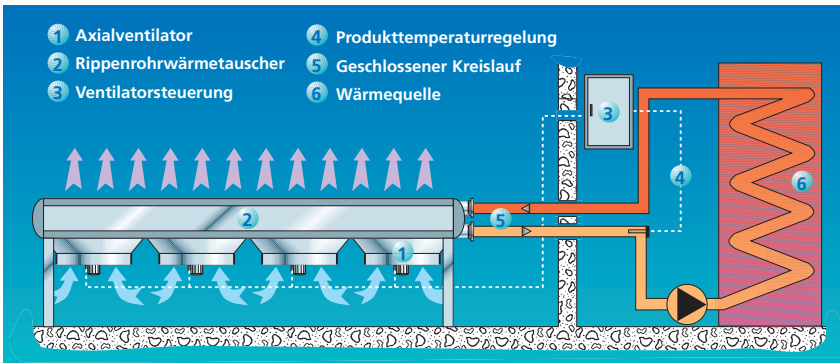 1 Axialventilator
2 Rippenrohrwärmetauscher
3 Ventilatorsteuerung
4 Produkttemperaturregelung
5 Geschlossener Kreislauf
6 Wärmequelle
3
4
6
2
5
1